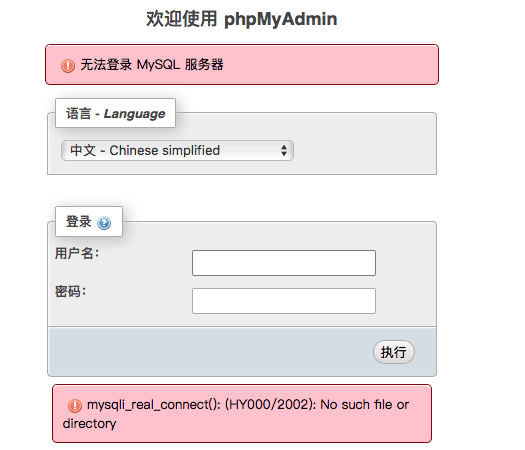 欢迎使用 phpMyAdmin
无法登录 MySQL 服务器
语言 - Language
中文 - Chinese simplified
登录
用户名：
密码：
执行
mysqli_real_connect(): (HY000/2002): No such file or
directory